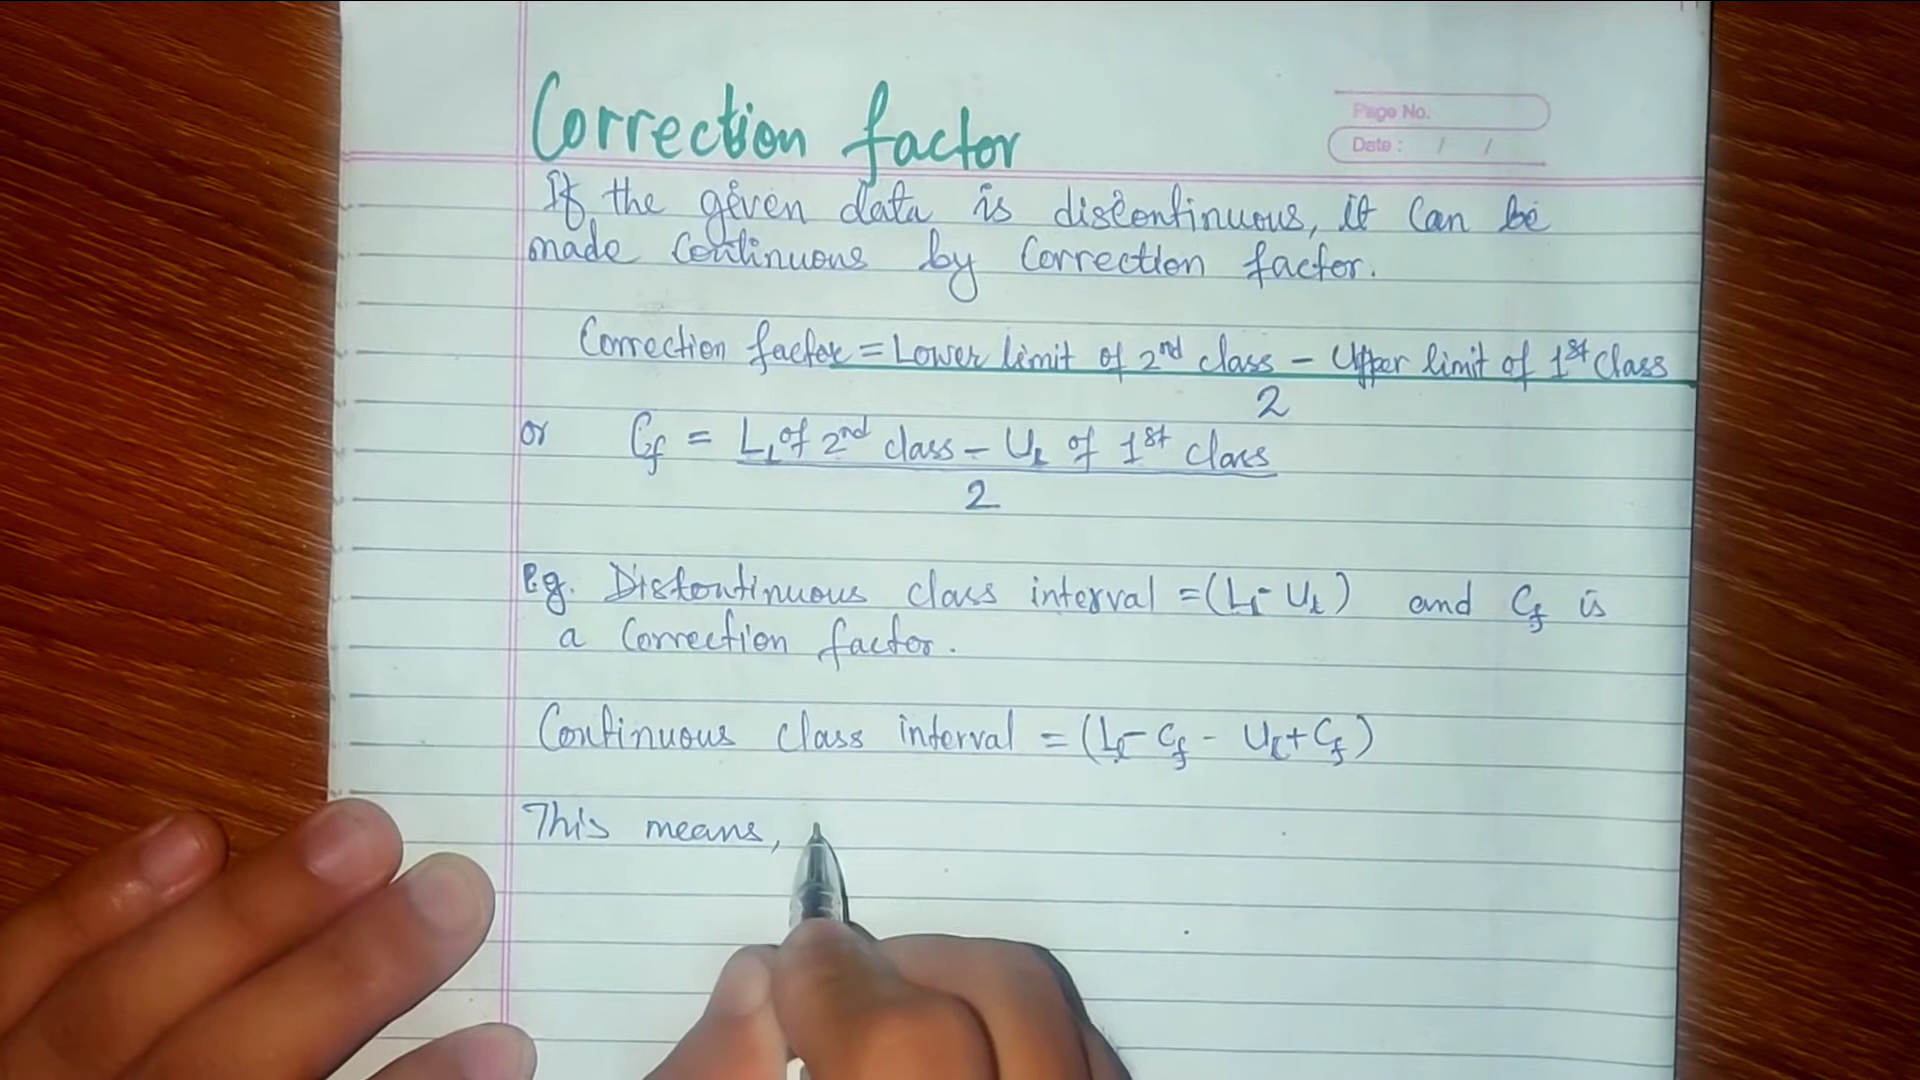 Correction factor
Page No.
Date : / /
If the given data is discontinuous, it can be
made continuous by correction factor.
Correction factor = Lower limit of 2nd class - Upper limit of 1st class
2
or Cf = LL of 2nd class - UL of 1st class
2
E.g. Discontinuous class interval = (LL - UL) and Cf is
a correction factor.
Continuous class interval = (LL - Cf - UL + Cf)
This means,